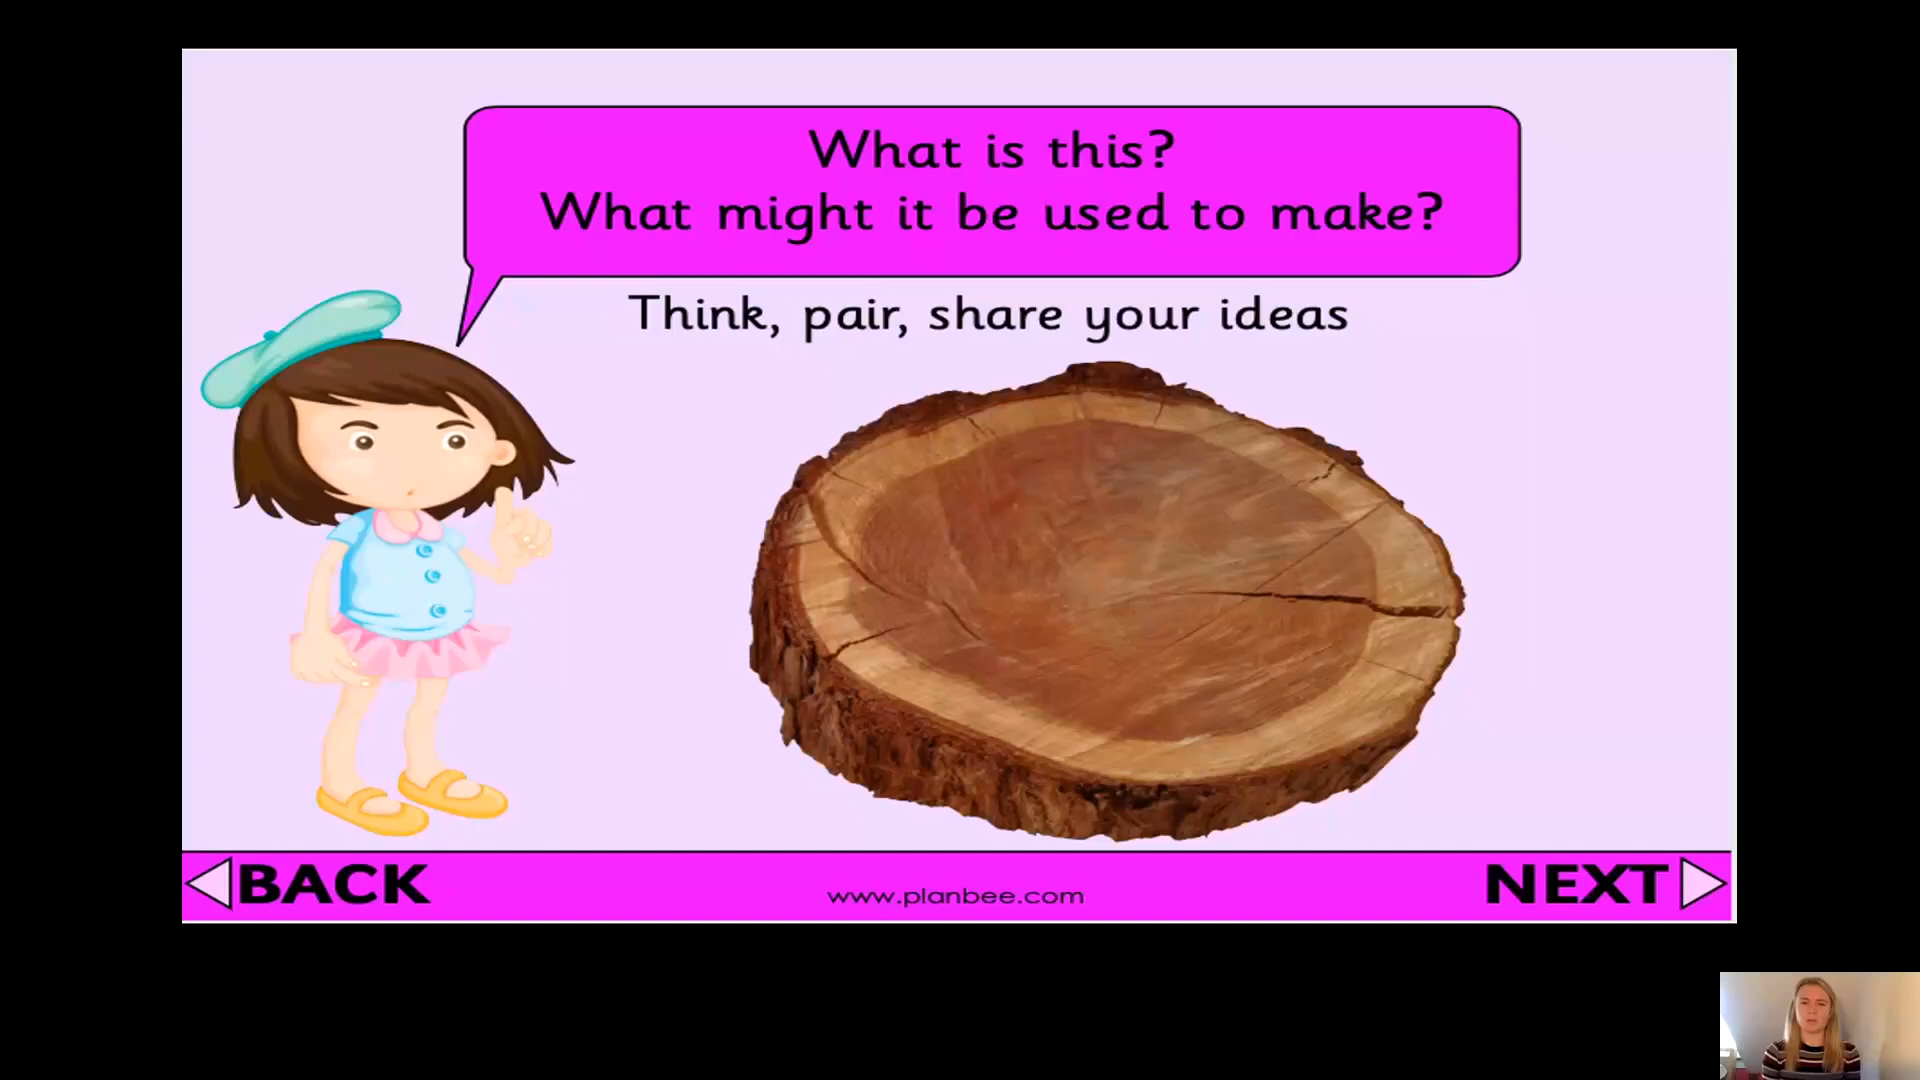 What is this?
What might it be used to make?
Think, pair, share your ideas
BACK
www.planbee.com
NEXT